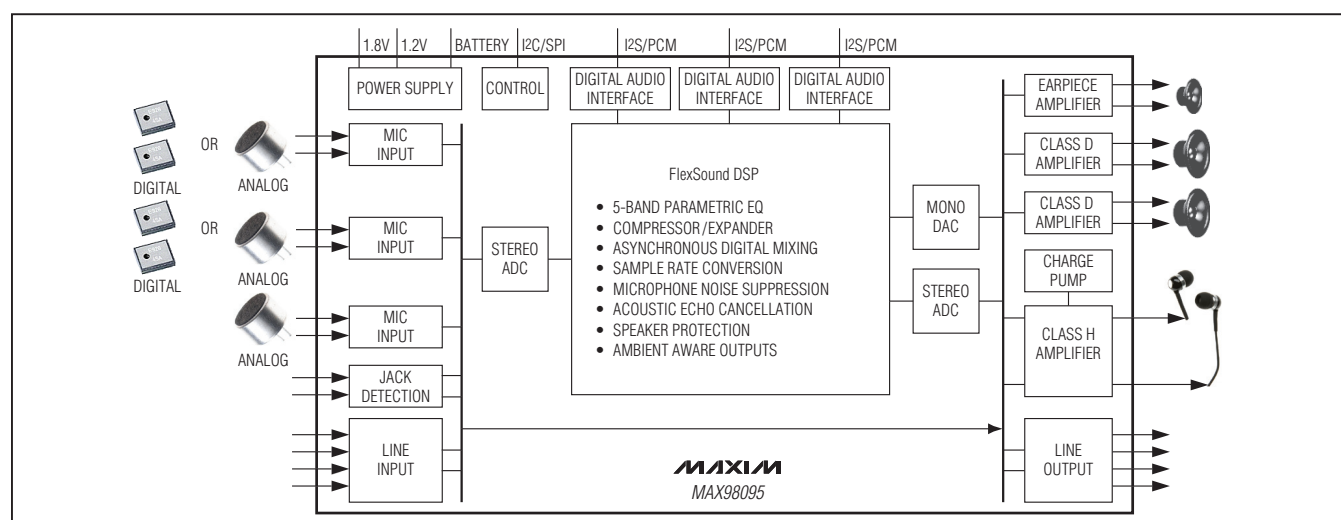 1.8V
1.2V
BATTERY
I2C/SPI
I2S/PCM
I2S/PCM
I2S/PCM
POWER SUPPLY
CONTROL
DIGITAL AUDIO
INTERFACE
DIGITAL AUDIO
INTERFACE
DIGITAL AUDIO
INTERFACE
EARPIECE
AMPLIFIER
OR
DIGITAL
ANALOG
MIC
INPUT
CLASS D
AMPLIFIER
OR
DIGITAL
ANALOG
MIC
INPUT
STEREO
ADC
FlexSound DSP
• 5-BAND PARAMETRIC EQ
• COMPRESSOR/EXPANDER
• ASYNCHRONOUS DIGITAL MIXING
• SAMPLE RATE CONVERSION
• MICROPHONE NOISE SUPPRESSION
• ACOUSTIC ECHO CANCELLATION
• SPEAKER PROTECTION
• AMBIENT AWARE OUTPUTS
MONO
DAC
STEREO
ADC
CLASS D
AMPLIFIER
CHARGE
PUMP
CLASS H
AMPLIFIER
ANALOG
MIC
INPUT
JACK
DETECTION
LINE
INPUT
MAXIM
MAX98095
LINE
OUTPUT